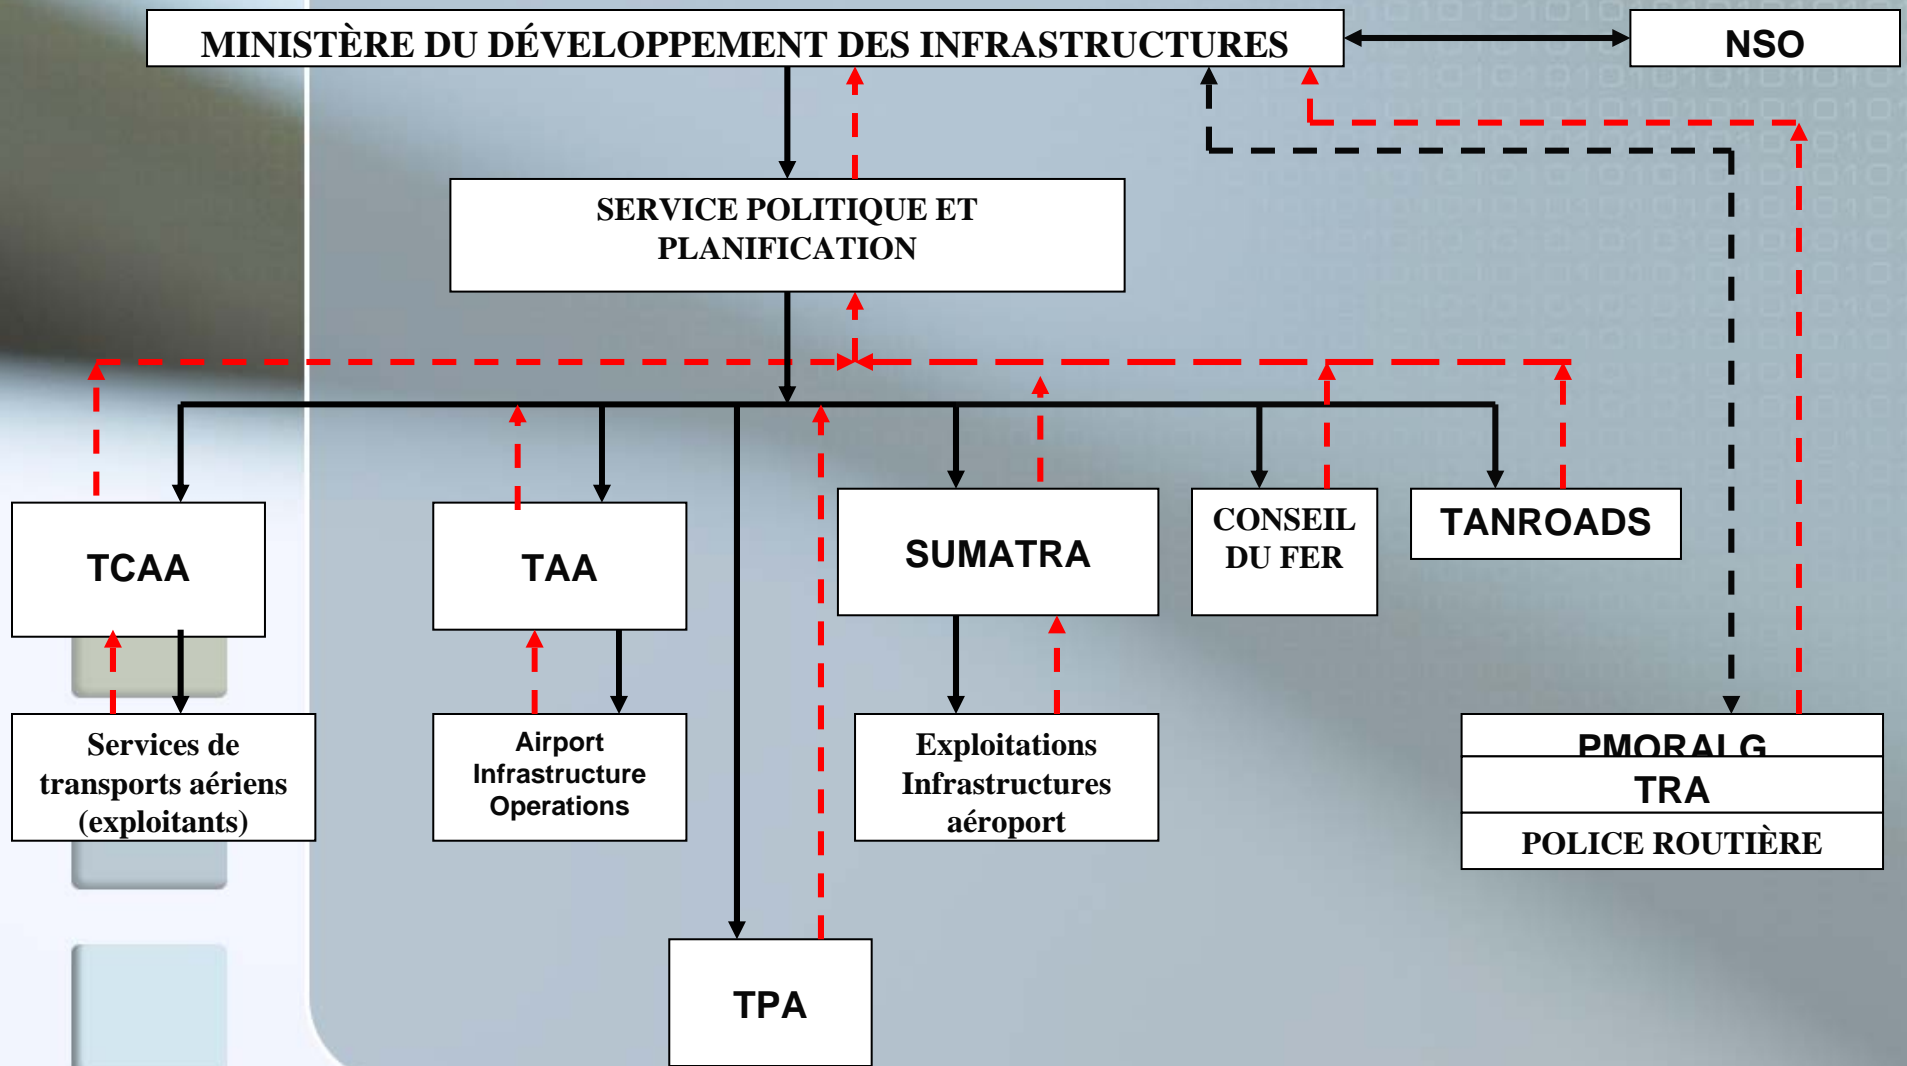 MINISTÈRE DU DÉVELOPPEMENT DES INFRASTRUCTURES
NSO
SERVICE POLITIQUE ET
PLANIFICATION
TCAA
TAA
SUMATRA
CONSEIL
DU FER
TANROADS
Services de
transports aériens
(exploitants)
Airport
Infrastructure
Operations
Exploitations
Infrastructures
aéroport
PMORALG
TRA
POLICE ROUTIÈRE
TPA